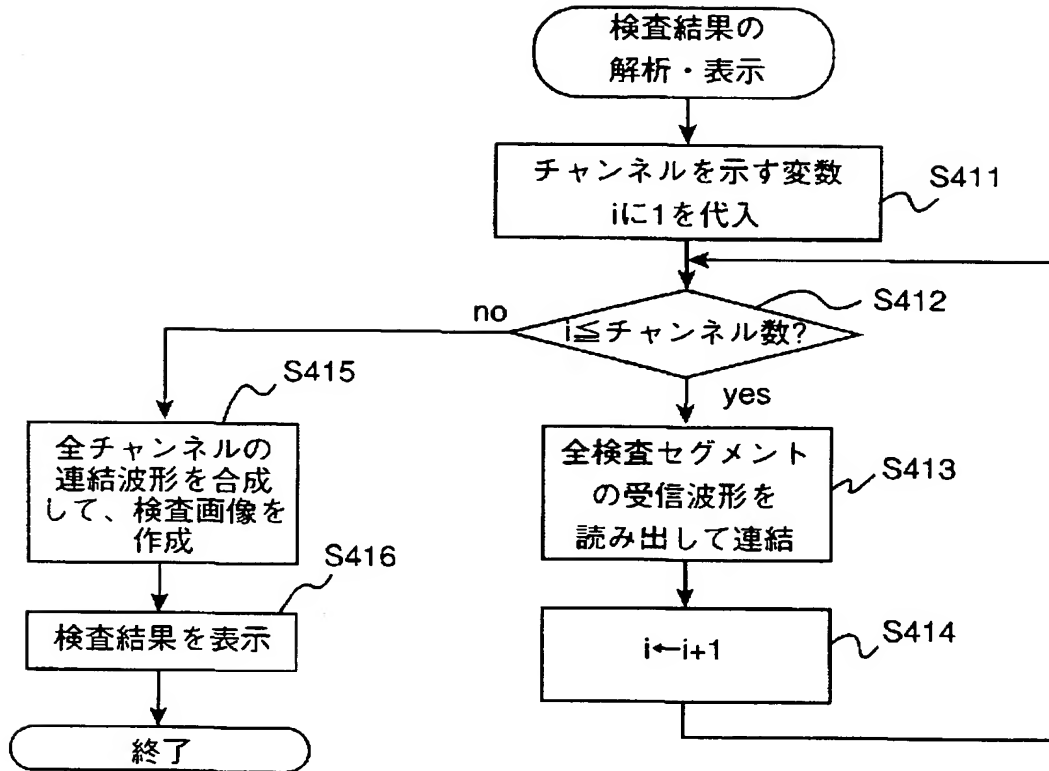 検査結果の
解析・表示
チャンネルを示す変数
iに1を代入
S411
i≦チャンネル数?
S412
no
yes
全検査セグメント
の受信波形を
読み出して連結
S413
i←i+1
S414
S415
全チャンネルの
連結波形を合成
して、検査画像を
作成
S416
検査結果を表示
終了